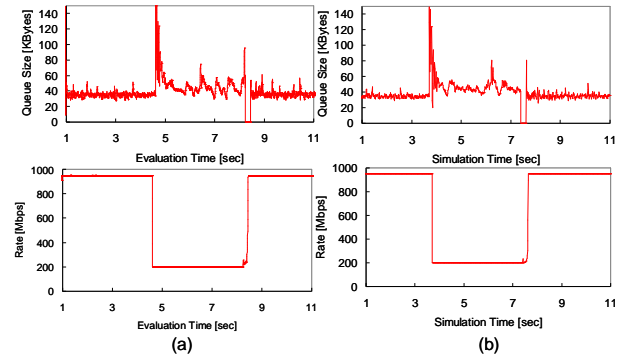 Queue Size [KBytes]
140
120
100
80
60
40
20
0
1 3 5 7 9 11
Evaluation Time [sec]
Queue Size [KBytes]
140
120
100
80
60
40
20
0
1 3 5 7 9 11
Simulation Time [sec]
Rate [Mbps]
1000
800
600
400
200
0
1 3 5 7 9 11
Evaluation Time [sec]
(a)
Rate [Mbps]
1000
800
600
400
200
0
1 3 5 7 9 11
Simulation Time [sec]
(b)